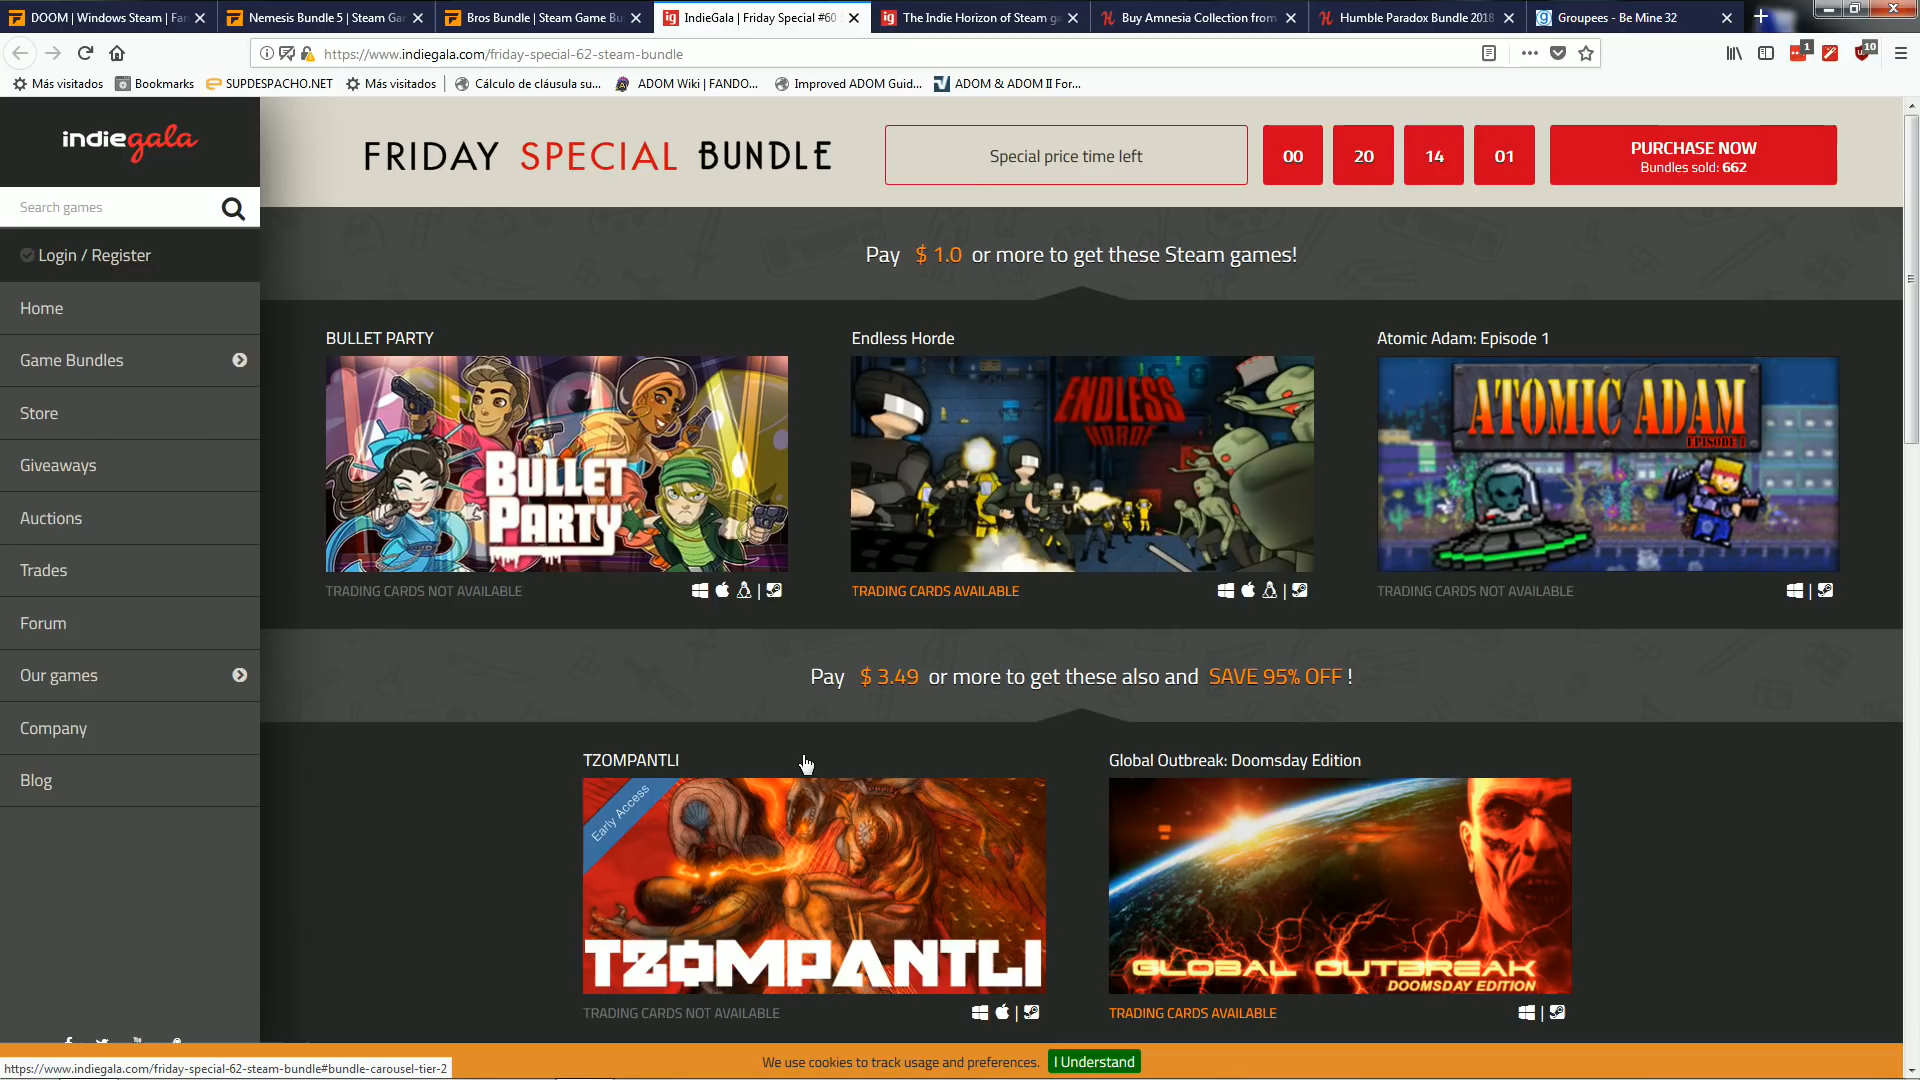 DOOM | Windows Steam | Fan
Nemesis Bundle 5 | Steam Gar
Bros Bundle | Steam Game Bu
IndieGala | Friday Special #60
The Indie Horizon of Steam g
Buy Amnesia Collection from
Humble Paradox Bundle 2018
Groupees - Be Mine 32
https://www.indiegala.com/friday-special-62-steam-bundle
1
10
Más visitados
Bookmarks
SUPDESPACHO.NET
Más visitados
Cálculo de cláusula su...
ADOM Wiki | FANDO...
Improved ADOM Guid...
ADOM & ADOM II For...
indiegala
FRIDAY SPECIAL BUNDLE
Special price time left
00
20
14
01
PURCHASE NOW
Bundles sold: 662
Search games
Login / Register
Home
Game Bundles
Store
Giveaways
Auctions
Trades
Forum
Our games
Company
Blog
Pay $ 1.0 or more to get these Steam games!
BULLET PARTY
Endless Horde
Atomic Adam: Episode 1
BULLET
PARTY
ENDLESS
HORDE
ATOMIC ADAM
EPISODE 1
TRADING CARDS NOT AVAILABLE
TRADING CARDS AVAILABLE
TRADING CARDS NOT AVAILABLE
Pay $ 3.49 or more to get these also and SAVE 95% OFF !
TZOMPANTLI
Global Outbreak: Doomsday Edition
Early Access
TZOMPANTLI
GLOBAL OUTBREAK
DOOMSDAY EDITION
TRADING CARDS NOT AVAILABLE
TRADING CARDS AVAILABLE
We use cookies to track usage and preferences. I Understand
https://www.indiegala.com/friday-special-62-steam-bundle#bundle-carousel-tier-2